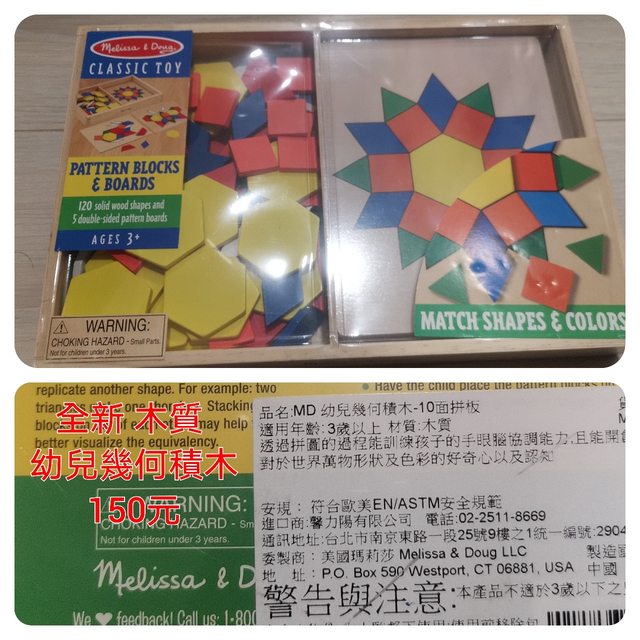 Melissa & Doug
CLASSIC TOY
PATTERN BLOCKS
& BOARDS
120 solid wood shapes and
5 double-sided pattern boards
AGES 3+
WARNING:
CHOKING HAZARD - Small Parts.
Not for children under 3 years.
MATCH SHAPES & COLORS
replicate another shape. For example: two
Stacking
may help
better visualize the equivalency.
Have the child place the pattern blocks
全新 木質
幼兒幾何積木
150元
WARNING:
CHOKING HAZARD - Sm
Not for children under 3 years.
Melissa & D
We ♥ feedback! Call us: 1-800
品名:MD 幼兒幾何積木-10面拼板
適用年齡:3歲以上 材質:木質
透過拼圖的過程能訓練孩子的手眼腦協調能力,且能開
對於世界萬物形狀及色彩的好奇心以及認知
安規: 符合歐美EN/ASTM安全規範
進口商:馨力陽有限公司 電話:02-2511-8669
通訊地址:台北市南京東路一段25號9樓之1統一編號:2904
委製商: 美國瑪莉莎 Melissa & Doug LLC 製造國
地 址: P.O. Box 590 Westport, CT 06881, USA 中國
警告與注意: 本產品不適於3歲以下之